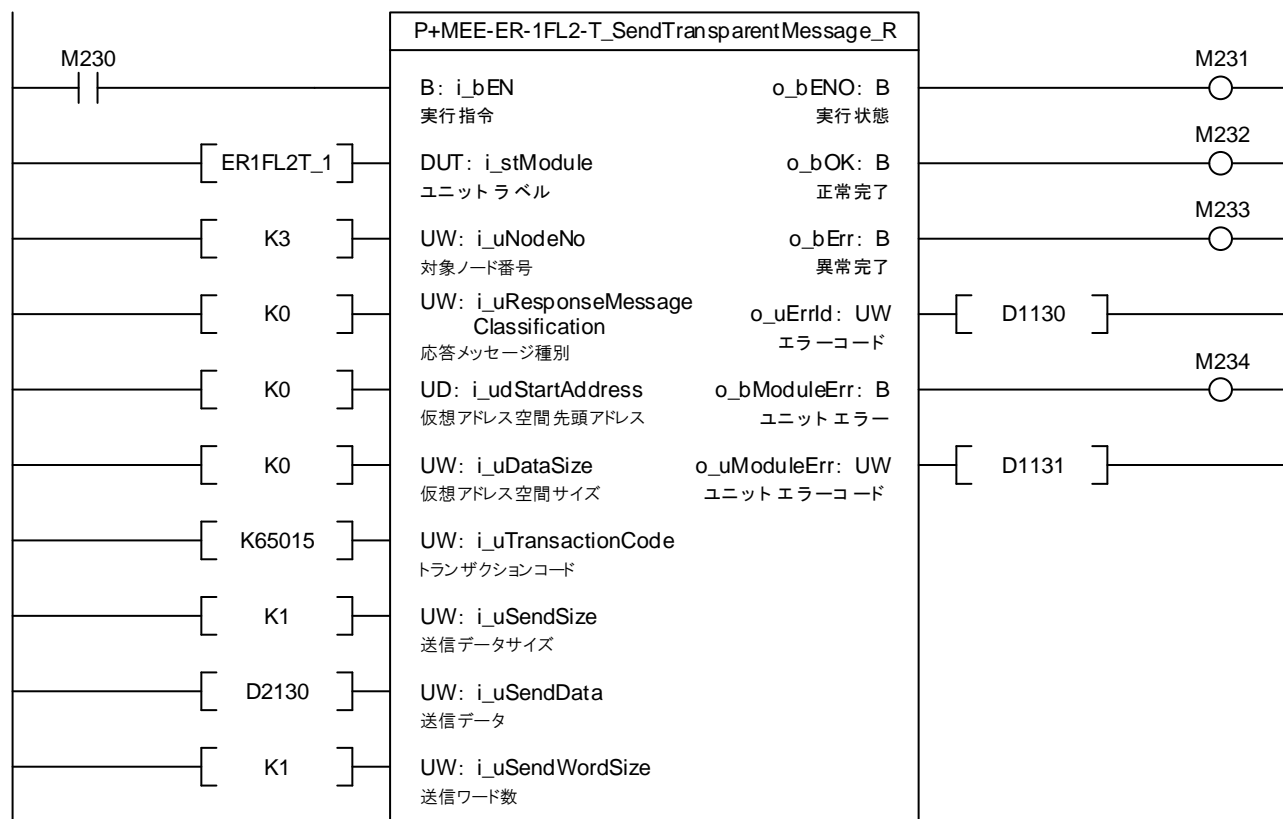 P+MEE-ER-1FL2-T_SendTransparentMessage_R
M230
M231
B: i_bEN
o_bENO: B
実行指令
実行状態
M232
ER1FL2T_1
DUT: i_stModule
o_bOK: B
ユニットラベル
正常完了
M233
K3
UW: i_uNodeNo
o_bErr: B
対象ノード番号
異常完了
K0
UW: i_uResponseMessage
Classification
o_uErrId: UW
D1130
応答メッセージ種別
エラーコード
M234
K0
UD: i_udStartAddress
o_bModuleErr: B
仮想アドレス空間先頭アドレス
ユニットエラー
K0
UW: i_uDataSize
o_uModuleErr: UW
D1131
仮想アドレス空間サイズ
ユニットエラーコード
K65015
UW: i_uTransactionCode
トランザクションコード
K1
UW: i_uSendSize
送信データサイズ
D2130
UW: i_uSendData
送信データ
K1
UW: i_uSendWordSize
送信ワード数